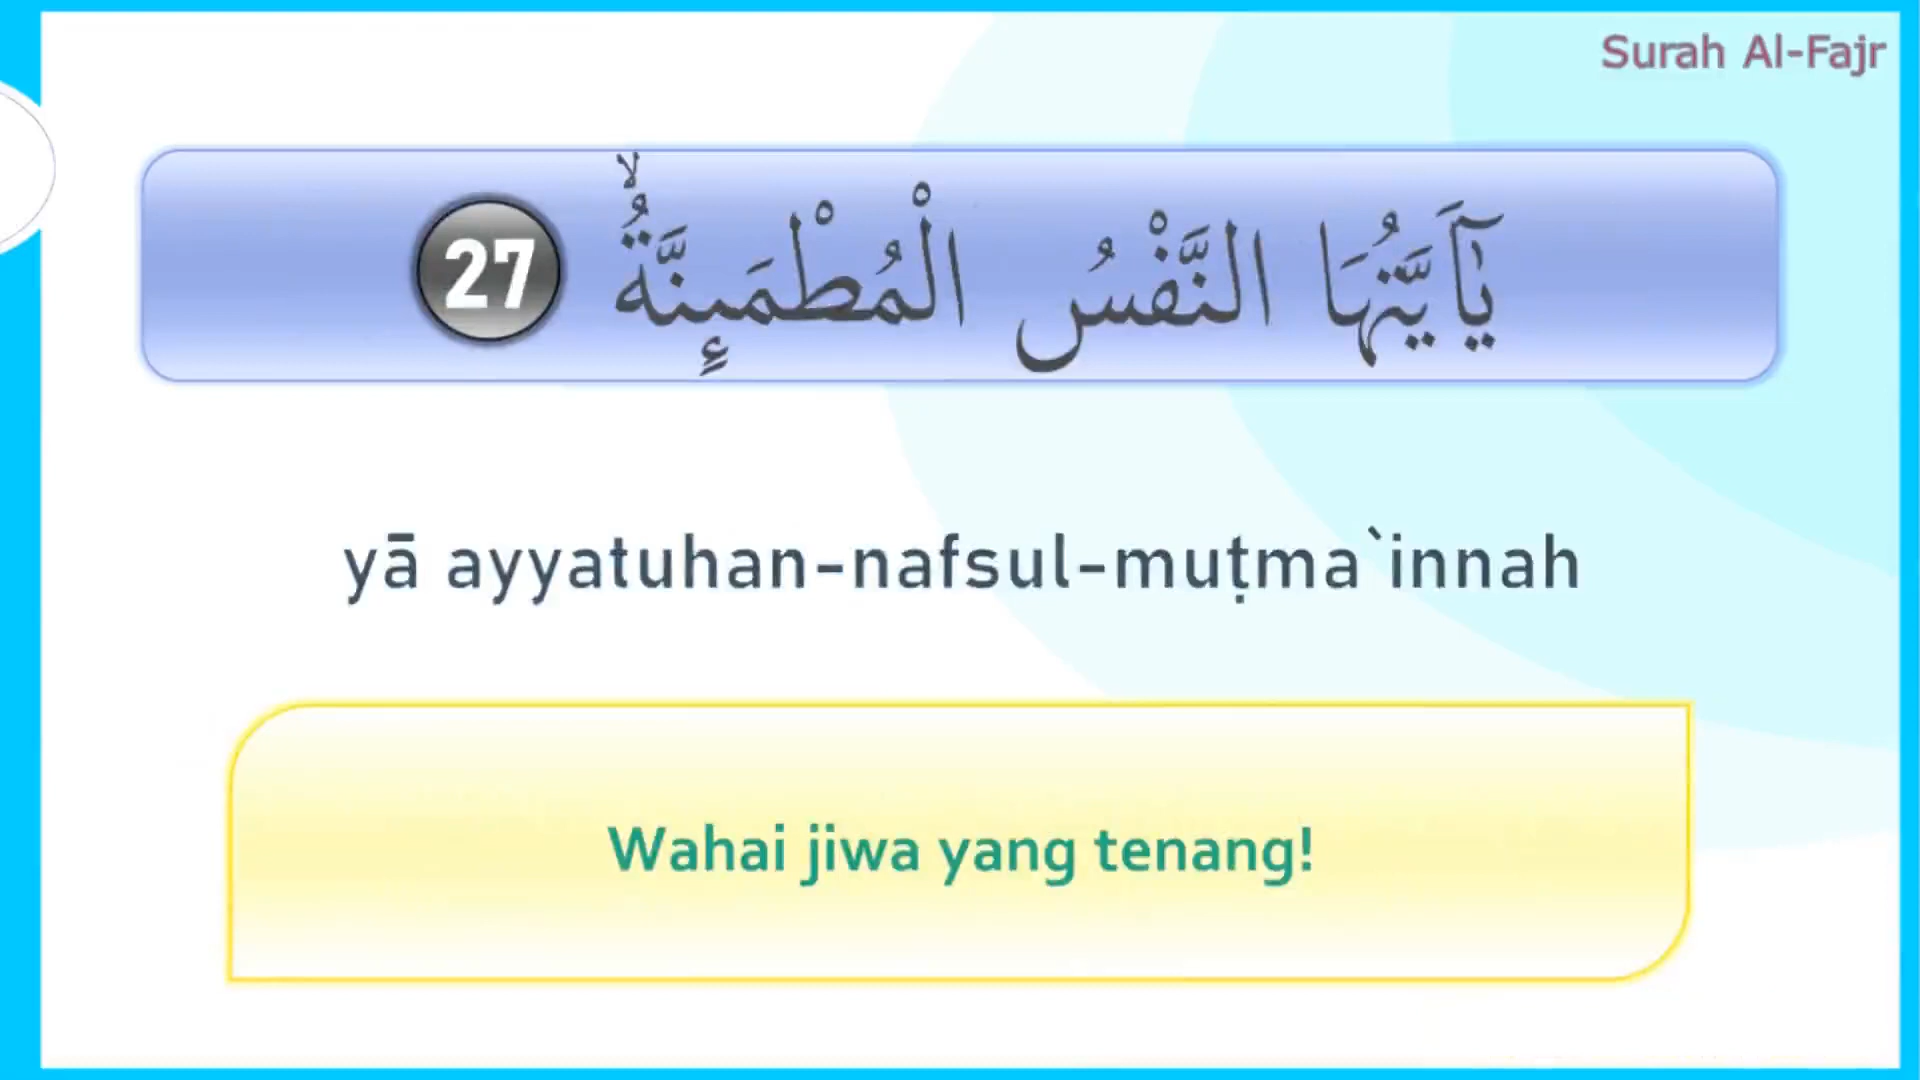 Surah Al-Fajr
يٰٓاَيَّتُهَا النَّفْسُ الْمُطْمَىِٕنَّةُۙ 27
yā ayyatuhan-nafsul-muṭma`innah
Wahai jiwa yang tenang!